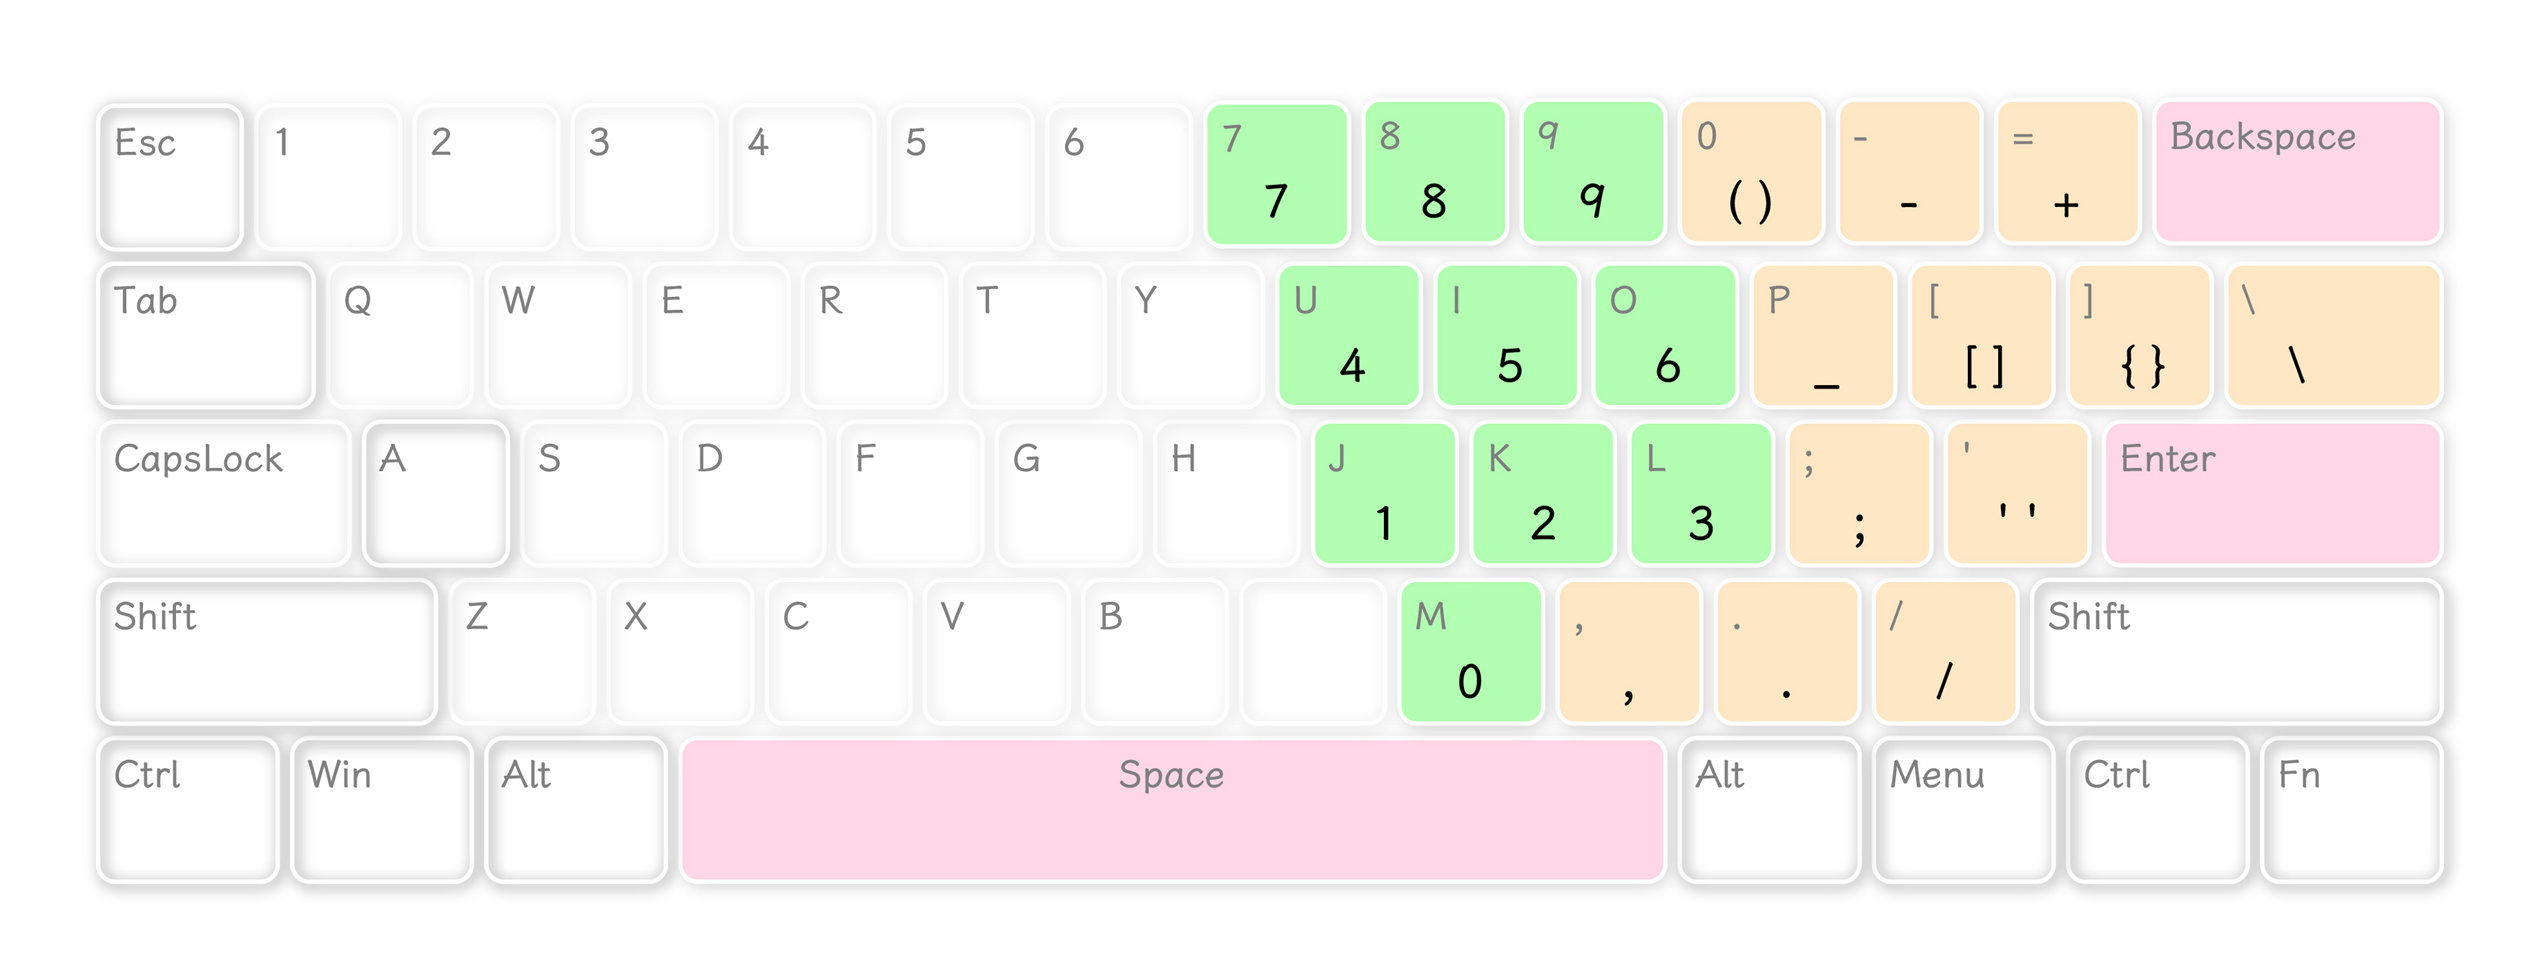 Esc 1 2 3 4 5 6 7 8 9 0 - = Backspace
7 8 9 () - +
Tab Q W E R T Y U I O P [ ] \
4 5 6 _ [] {} \
CapsLock A S D F G H J K L ; ' Enter
1 2 3 ; ' '
Shift Z X C V B M , . / Shift
0 , . /
Ctrl Win Alt Space Alt Menu Ctrl Fn